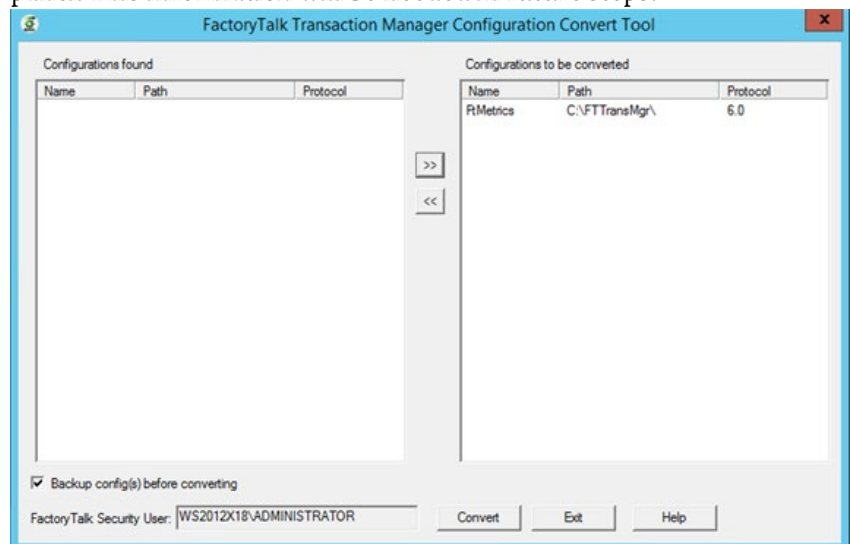 FactoryTalk Transaction Manager Configuration Convert Tool
x
Configurations found
Name Path Protocol
>>
<<
Configurations to be converted
Name Path Protocol
FtMetrics C:\FTTransMgr\ 6.0
Backup config(s) before converting
FactoryTalk Security User: WS2012X18\ADMINISTRATOR
Convert Exit Help